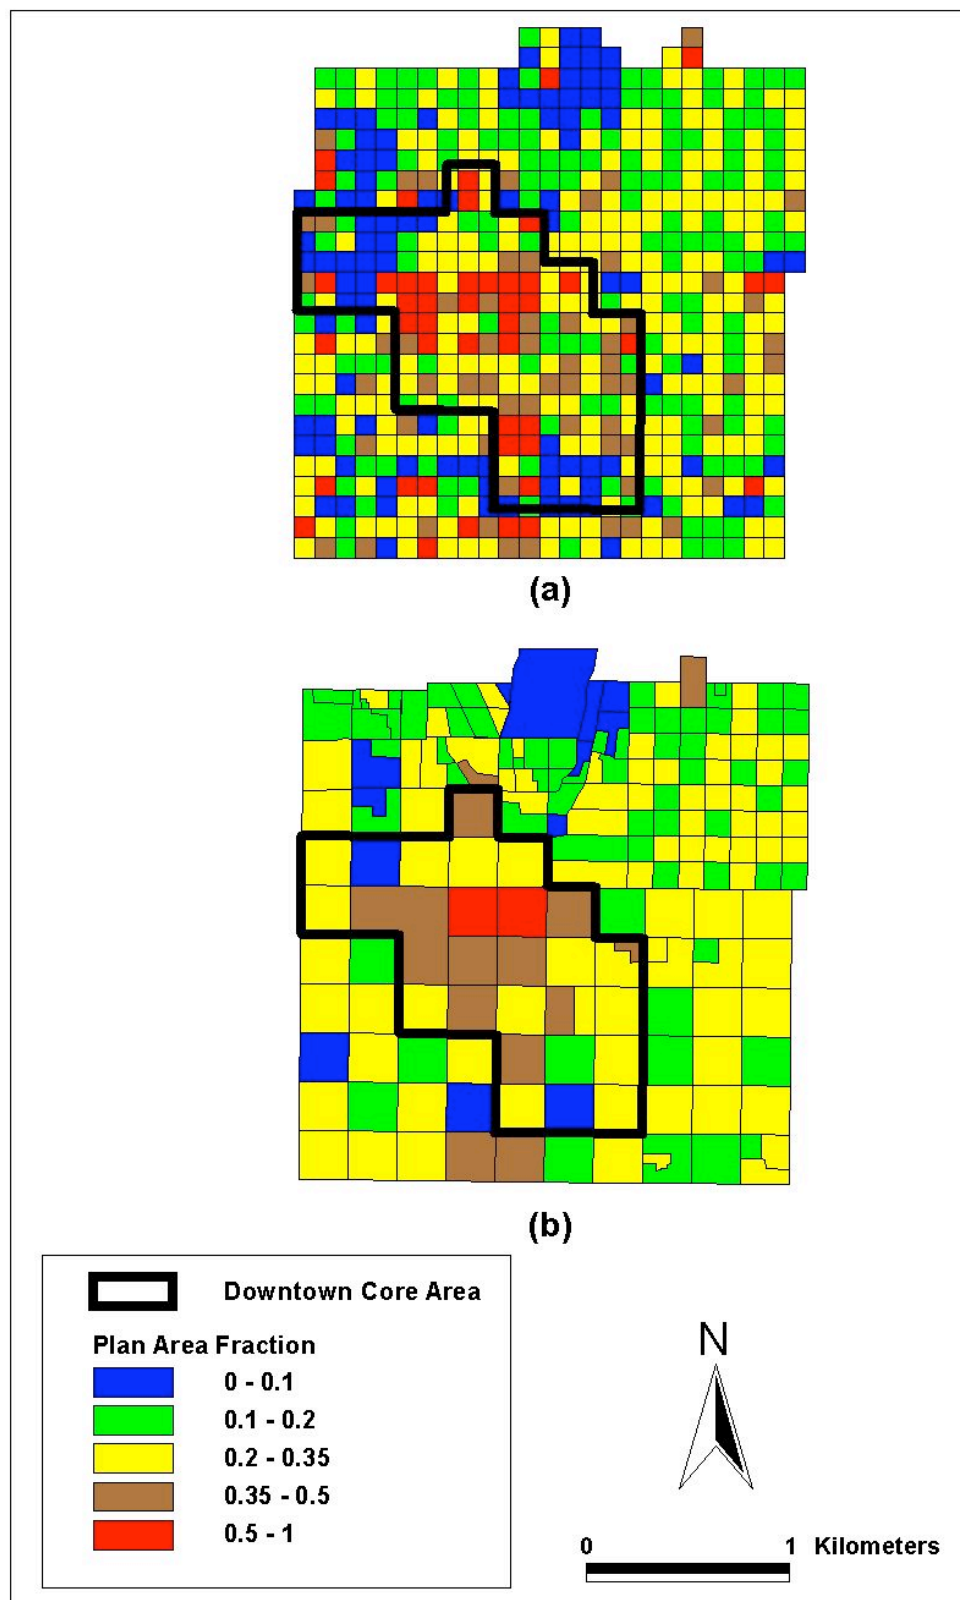 (a)
(b)
Downtown Core Area
Plan Area Fraction
0 - 0.1
0.1 - 0.2
0.2 - 0.35
0.35 - 0.5
0.5 - 1
N
0 1 Kilometers